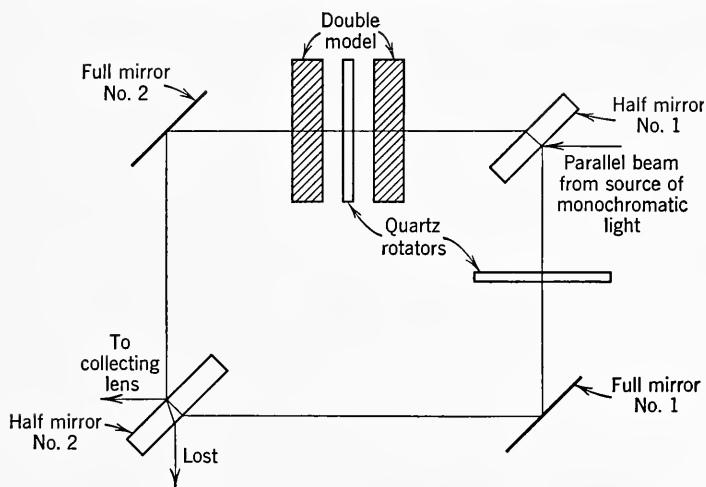 Double
model
Full mirror
No. 2
Half mirror
No. 1
Parallel beam
from source of
monochromatic
light
Quartz
rotators
To
collecting
lens
Full mirror
No. 1
Half mirror
No. 2
Lost